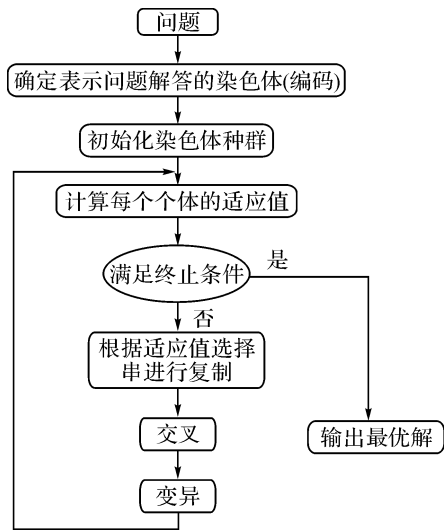 问题
确定表示问题解答的染色体(编码)
初始化染色体种群
计算每个个体的适应值
满足终止条件
是
否
根据适应值选择
串进行复制
交叉
输出最优解
变异